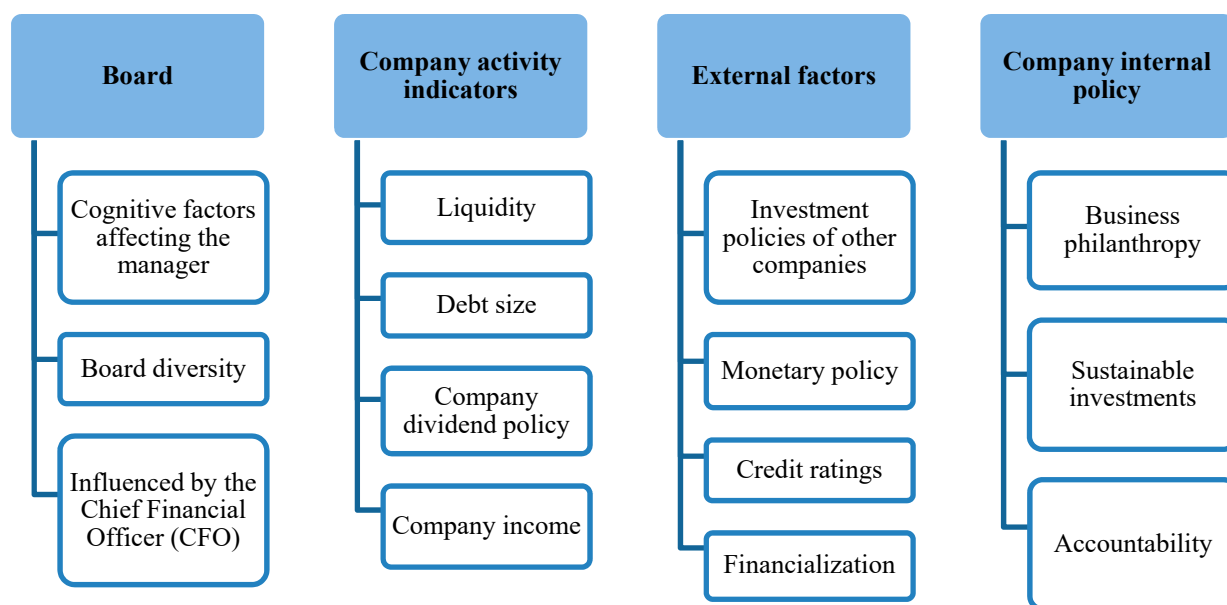 Board
Cognitive factors
affecting the
manager
Board diversity
Influenced by the
Chief Financial
Officer (CFO)
Company activity
indicators
Liquidity
Debt size
Company
dividend policy
Company income
External factors
Investment
policies of other
companies
Monetary policy
Credit ratings
Financialization
Company internal
policy
Business
philanthropy
Sustainable
investments
Accountability